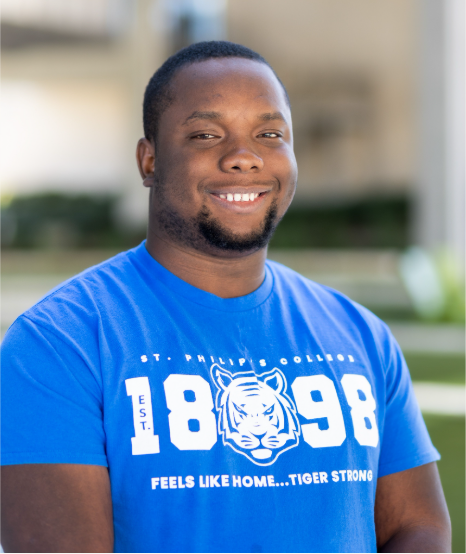 ST. PHILIP'S COLLEGE
EST. 1898
FEELS LIKE HOME...TIGER STRONG